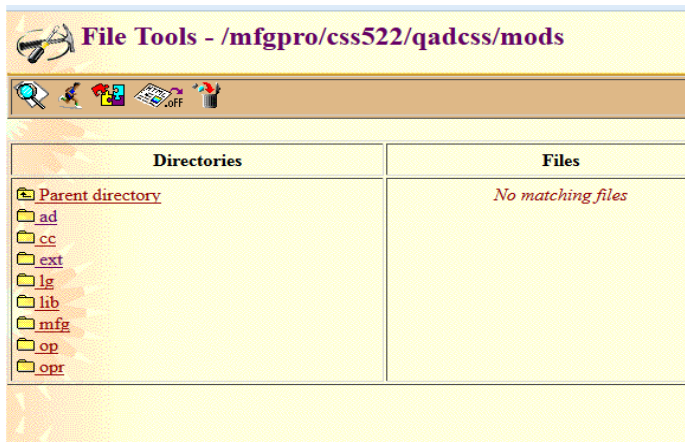 File Tools - /mfgpro/css522/qadcss/mods
.OFF
Directories
Files
Parent directory
No matching files
ad
cc
ext
lg
lib
mfg
op
opr